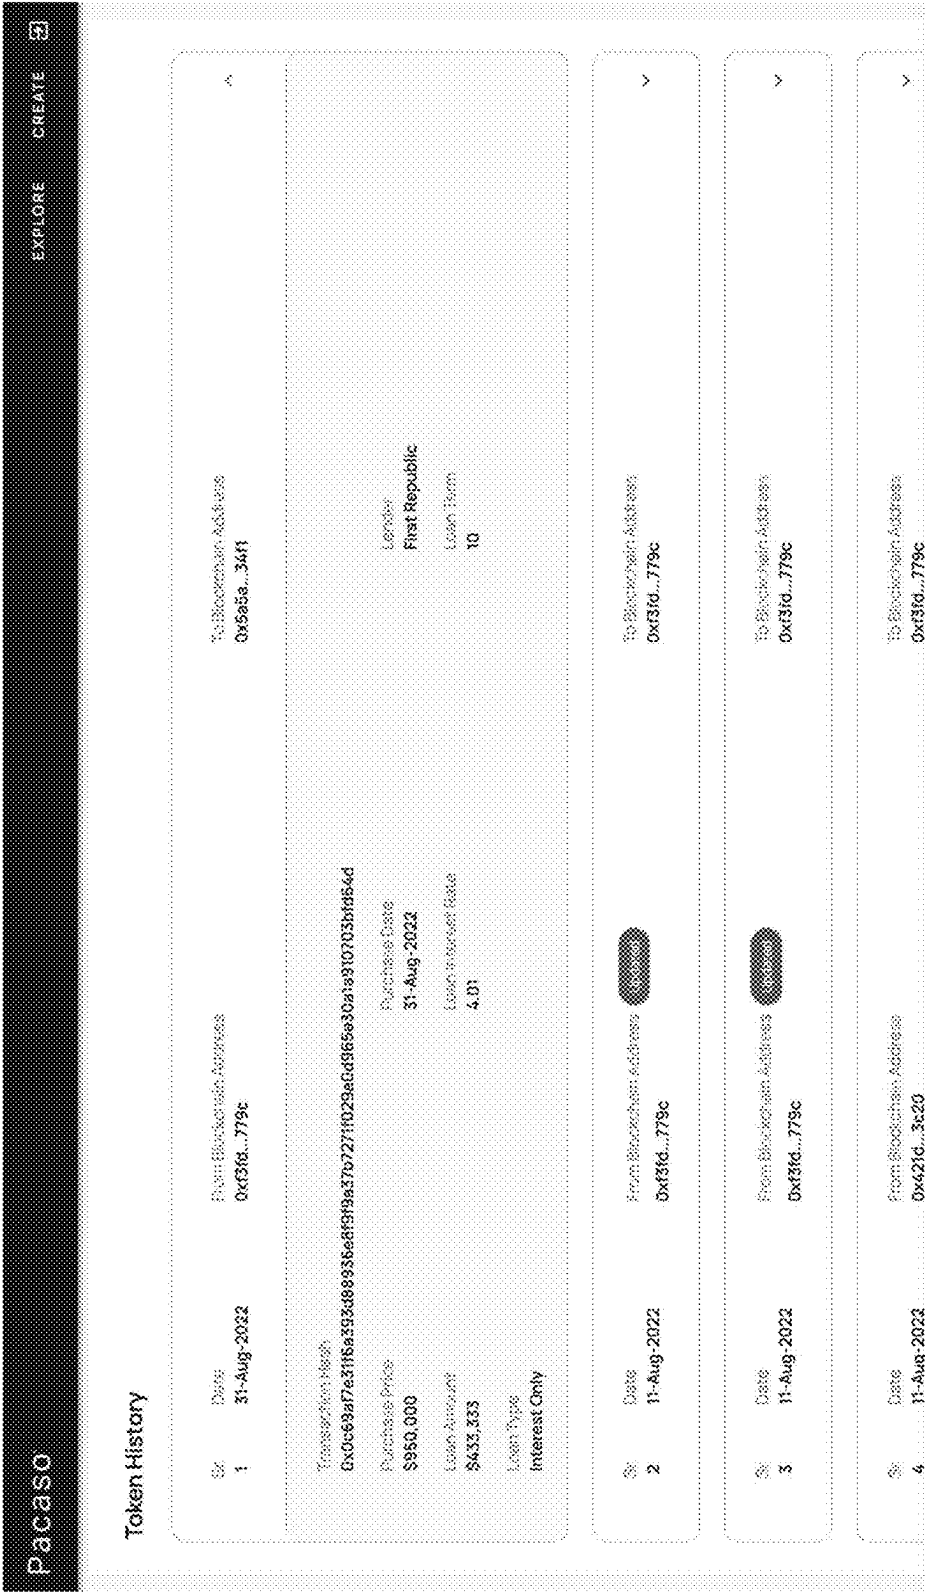 Pacaso
EXPLORE
CREATE
Token History
Sr
1
Date
31-Aug-2022
From Blockchain Address
0xf3fd...779c
To Blockchain Address
0x5a5a...34f1
Transaction Hash
Purchase Price
$950,000
Purchase Date
31-Aug-2022
Lender
First Republic
Loan Amount
$433,333
Loan Interest Rate
4.01
Loan Term
10
Loan Type
Interest Only
Sr
2
Date
11-Aug-2022
From Blockchain Address
0xf3fd...779c
To Blockchain Address
0xf3fd...779c
Sr
3
Date
11-Aug-2022
From Blockchain Address
0xf3fd...779c
To Blockchain Address
0xf3fd...779c
Sr
4
Date
11-Aug-2022
From Blockchain Address
0x421d...3c20
To Blockchain Address
0xf3fd...779c